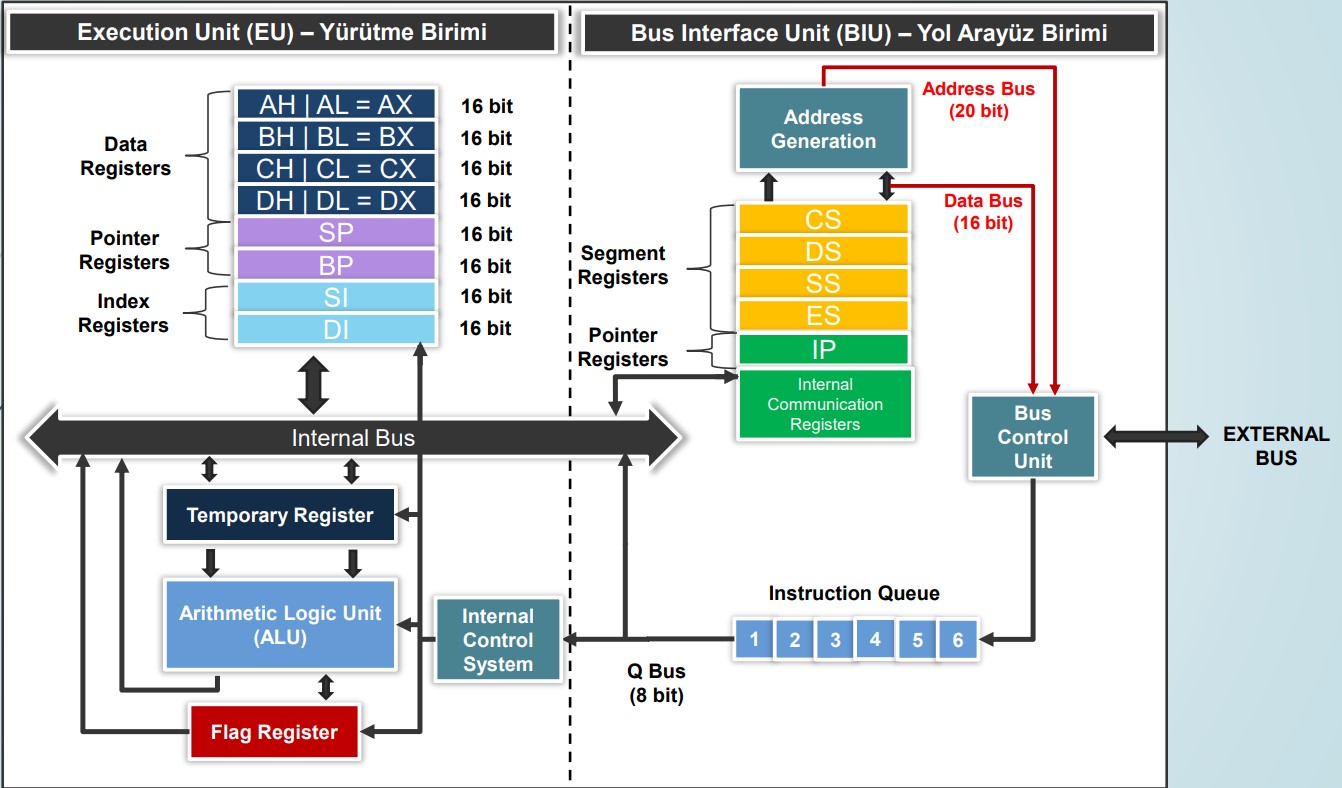 Execution Unit (EU) – Yürütme Birimi
Data
Registers
AH | AL = AX
16 bit
BH | BL = BX
16 bit
CH | CL = CX
16 bit
DH | DL = DX
16 bit
Pointer
Registers
SP
16 bit
BP
16 bit
Index
Registers
SI
16 bit
DI
16 bit
Internal Bus
Temporary Register
Arithmetic Logic Unit
(ALU)
Flag Register
Internal
Control
System
Bus Interface Unit (BIU) – Yol Arayüz Birimi
Address
Generation
Address Bus
(20 bit)
Data Bus
(16 bit)
Segment
Registers
CS
DS
SS
ES
Pointer
Registers
IP
Internal
Communication
Registers
Bus
Control
Unit
EXTERNAL
BUS
Instruction Queue
1 2 3 4 5 6
Q Bus
(8 bit)